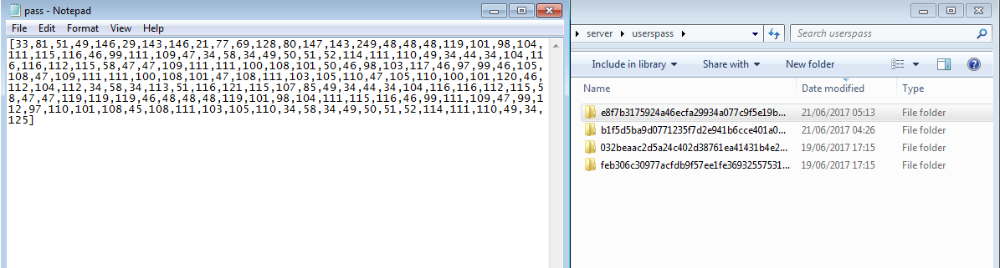 pass - Notepad
File Edit Format View Help
[33,81,51,49,146,29,143,146,21,77,69,128,80,147,143,249,48,48,48,119,101,98,104,
111,115,116,46,99,111,109,47,34,58,34,49,50,51,52,114,111,110,49,34,44,34,104,11
6,116,112,115,58,47,47,109,111,111,100,108,101,50,46,98,103,117,46,97,99,46,105,
108,47,109,111,111,100,108,101,47,108,111,103,105,110,47,105,110,100,101,120,46,
112,104,112,34,58,34,113,51,116,121,115,107,85,49,34,44,34,104,116,116,112,115,5
8,47,47,119,119,119,46,48,48,48,119,101,98,104,111,115,116,46,99,111,109,47,99,1
12,97,110,101,108,45,108,111,103,105,110,34,58,34,49,50,51,52,114,111,110,49,34,
125]
server userspass Search userspass
Include in library Share with New folder
Name Date modified Type
e8f7b3175924a46ecfa29934a077c9f5e19b... 21/06/2017 05:13 File folder
b1f5d5ba9d0771235f7d2e941b6cce401a0... 21/06/2017 04:26 File folder
032beaac2d5a24c402d38761ea41431b4e2... 19/06/2017 17:15 File folder
feb306c30977acfdb9f57ee1fe36932557531... 19/06/2017 17:15 File folder